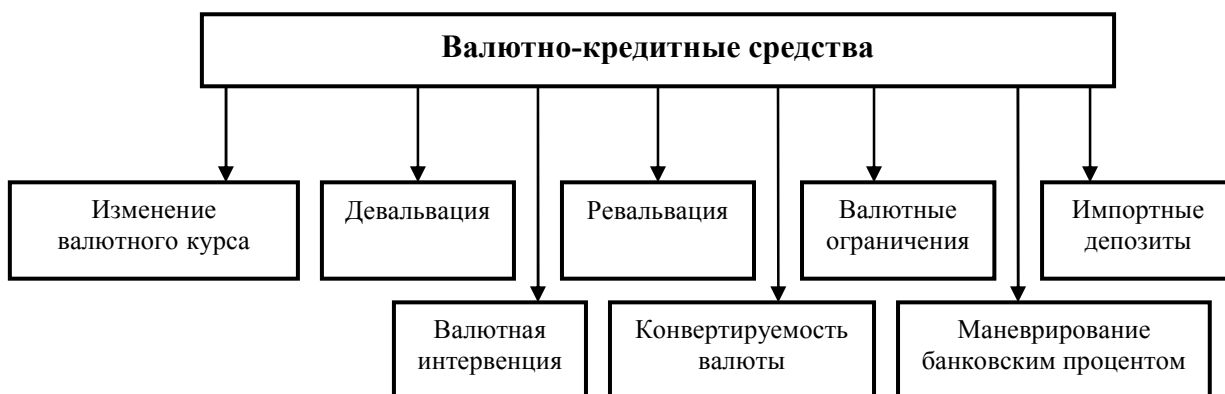 Валютно-кредитные средства
Изменение
валютного курса
Девальвация
Ревальвация
Валютные
ограничения
Импортные
депозиты
Валютная
интервенция
Конвертируемость
валюты
Маневрирование
банковским процентом